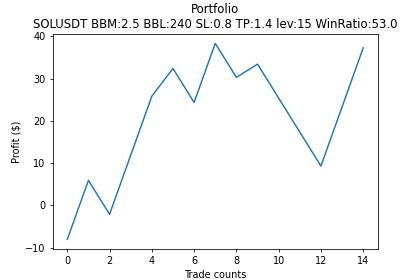 Portfolio
SOLUSDT BBM:2.5 BBL:240 SL:0.8 TP:1.4 lev:15 WinRatio:53.0
40
30
20
10
0
−10
Profit ($)
0 2 4 6 8 10 12 14
Trade counts